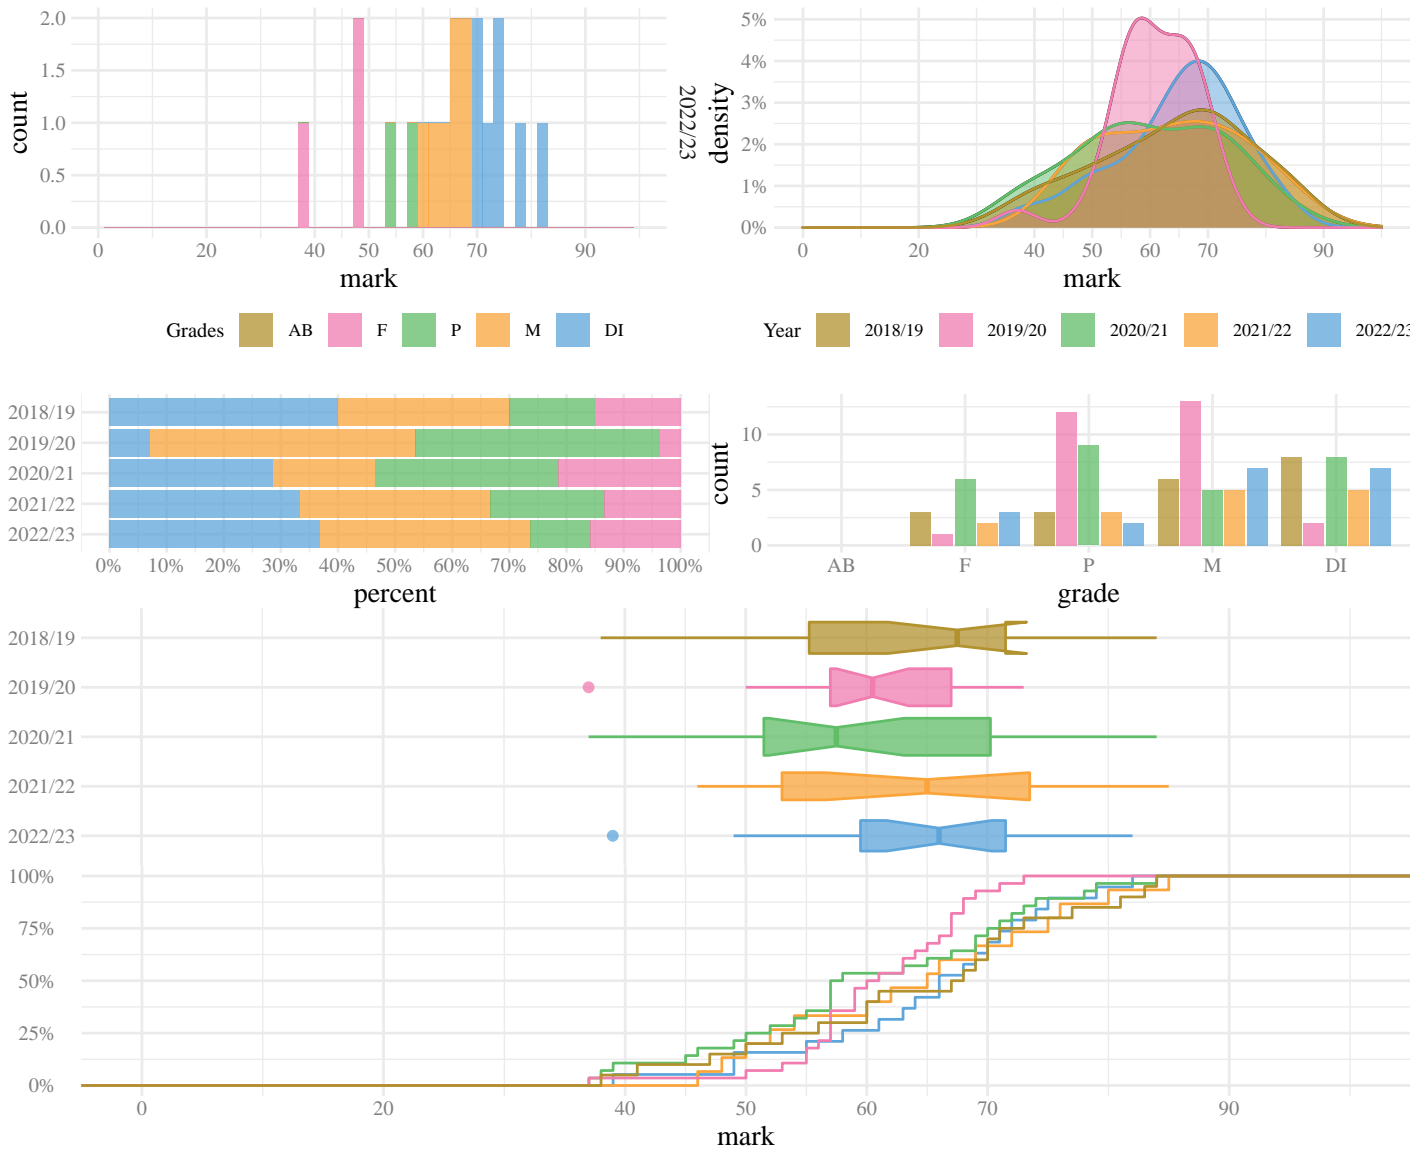 2.0
1.5
1.0
0.5
0.0
count
0 20 40 50 60 70 90
mark
2022/23
5%
4%
3%
2%
1%
0%
density
0 20 40 50 60 70 90
mark
Grades AB F P M DI
Year 2018/19 2019/20 2020/21 2021/22 2022/23
2018/19
2019/20
2020/21
2021/22
2022/23
0% 10% 20% 30% 40% 50% 60% 70% 80% 90% 100%
percent
10
5
0
count
AB F P M DI
grade
2018/19
2019/20
2020/21
2021/22
2022/23
100%
75%
50%
25%
0%
0 20 40 50 60 70 90
mark